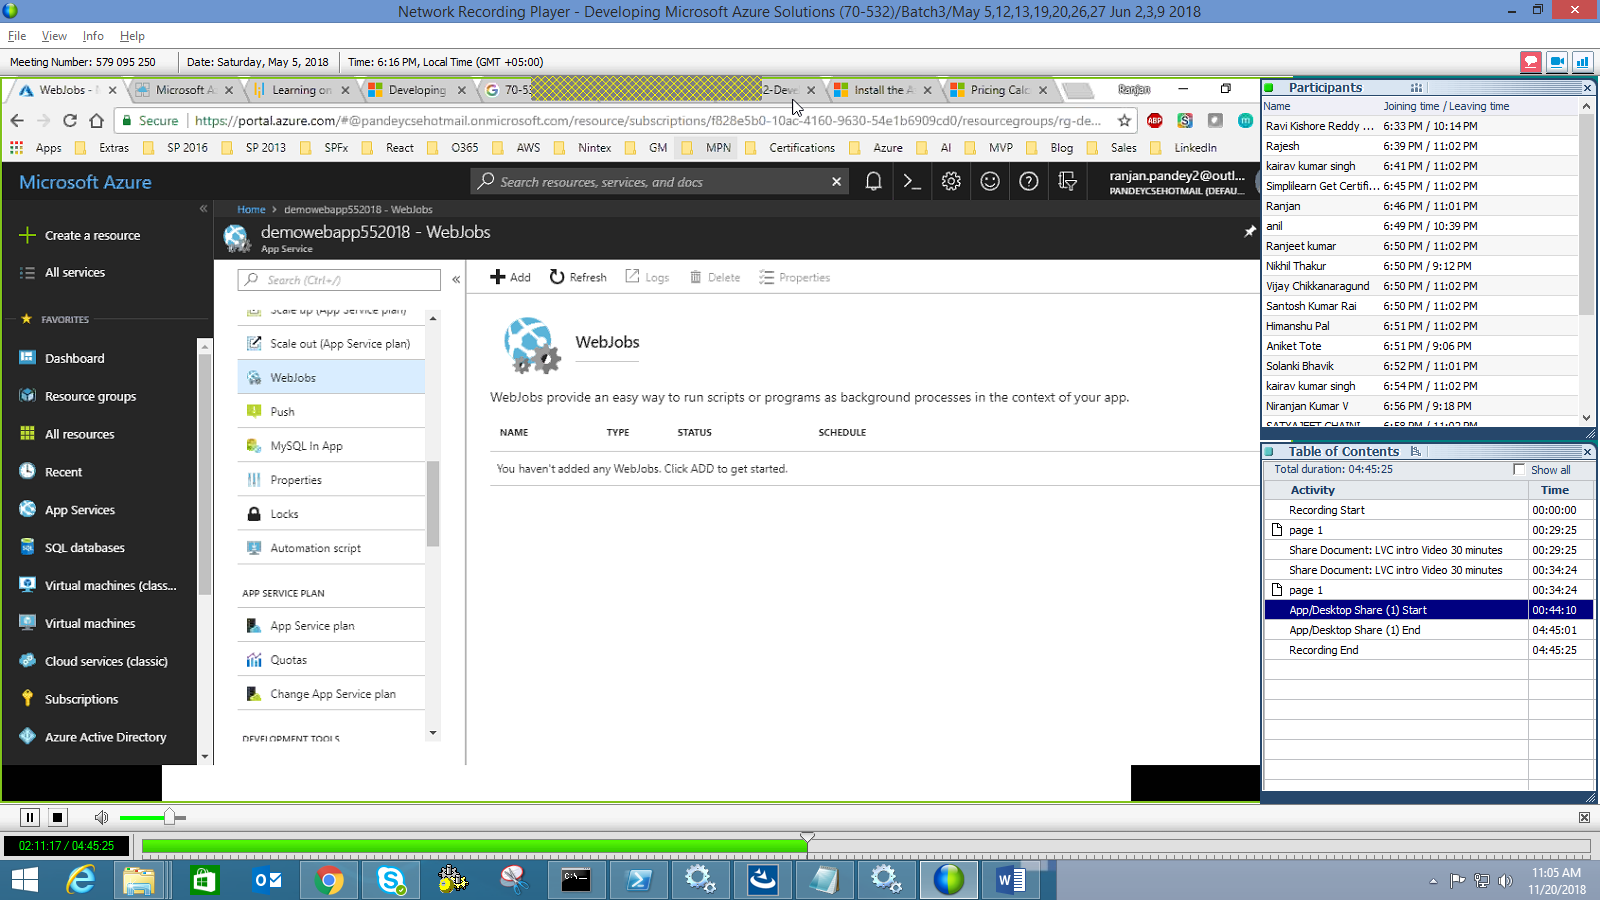 Network Recording Player - Developing Microsoft Azure Solutions (70-532)/Batch3/May 5,12,13,19,20,26,27 Jun 2,3,9 2018
File View Info Help
Meeting Number: 579 095 250 Date: Saturday, May 5, 2018 Time: 6:16 PM, Local Time (GMT +05:00)
WebJobs - Microsoft A Learning on Developing 70-53 2-Deve Install the A Pricing Calc Ranjan
Secure https://portal.azure.com/#@pandeycsehotmail.onmicrosoft.com/resource/subscriptions/f828e5b0-10ac-4160-9630-54e1b6909cd0/resourcegroups/rg-de...
ABP
Apps Extras SP 2016 SP 2013 SPFx React O365 AWS Nintex GM MPN Certifications Azure AI MVP Blog Sales LinkedIn
Microsoft Azure
Search resources, services, and docs
ranjan.pandey2@outl...
PANDEYCSEHOTMAIL (DEFAU...
Home > demowebapp552018 - WebJobs
demowebapp552018 - WebJobs
App Service
Create a resource
All services
FAVORITES
Dashboard
Resource groups
All resources
Recent
App Services
SQL databases
Virtual machines (class...
Virtual machines
Cloud services (classic)
Subscriptions
Azure Active Directory
Search (Ctrl+/)
Scale up (App Service plan)
Scale out (App Service plan)
WebJobs
Push
MySQL In App
Properties
Locks
Automation script
APP SERVICE PLAN
App Service plan
Quotas
Change App Service plan
DEVELOPMENT TOOLS
Add Refresh Logs Delete Properties
WebJobs
WebJobs provide an easy way to run scripts or programs as background processes in the context of your app.
NAME TYPE STATUS SCHEDULE
You haven't added any WebJobs. Click ADD to get started.
Participants
Name Joining time / Leaving time
Ravi Kishore Reddy ... 6:33 PM / 10:14 PM
Rajesh 6:39 PM / 11:02 PM
kairav kumar singh 6:41 PM / 11:02 PM
Simplilearn Get Certifi... 6:45 PM / 11:02 PM
Ranjan 6:46 PM / 11:01 PM
anil 6:49 PM / 10:39 PM
Ranjeet kumar 6:50 PM / 11:02 PM
Nikhil Thakur 6:50 PM / 9:12 PM
Vijay Chikkanaragund 6:50 PM / 11:02 PM
Santosh Kumar Rai 6:50 PM / 11:02 PM
Himanshu Pal 6:51 PM / 11:02 PM
Aniket Tote 6:51 PM / 9:06 PM
Solanki Bhavik 6:52 PM / 11:01 PM
kairav kumar singh 6:54 PM / 11:02 PM
Niranjan Kumar V 6:56 PM / 9:18 PM
SATYAJEET CHAINI 6:58 PM / 11:02 PM
Table of Contents
Total duration: 04:45:25 Show all
Activity Time
Recording Start 00:00:00
page 1 00:29:25
Share Document: LVC intro Video 30 minutes 00:29:25
Share Document: LVC intro Video 30 minutes 00:34:24
page 1 00:34:24
App/Desktop Share (1) Start 00:44:10
App/Desktop Share (1) End 04:45:01
Recording End 04:45:25
02:11:17 / 04:45:25
11:05 AM
11/20/2018